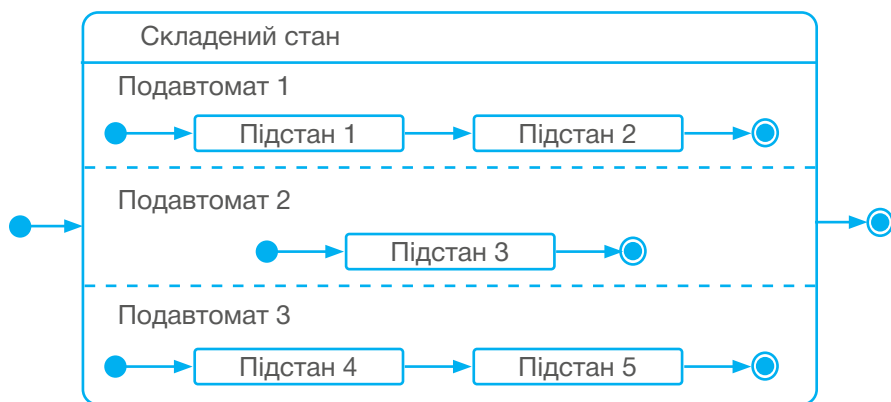 Складений стан
Подавтомат 1
Підстан 1
Підстан 2
Подавтомат 2
Підстан 3
Подавтомат 3
Підстан 4
Підстан 5